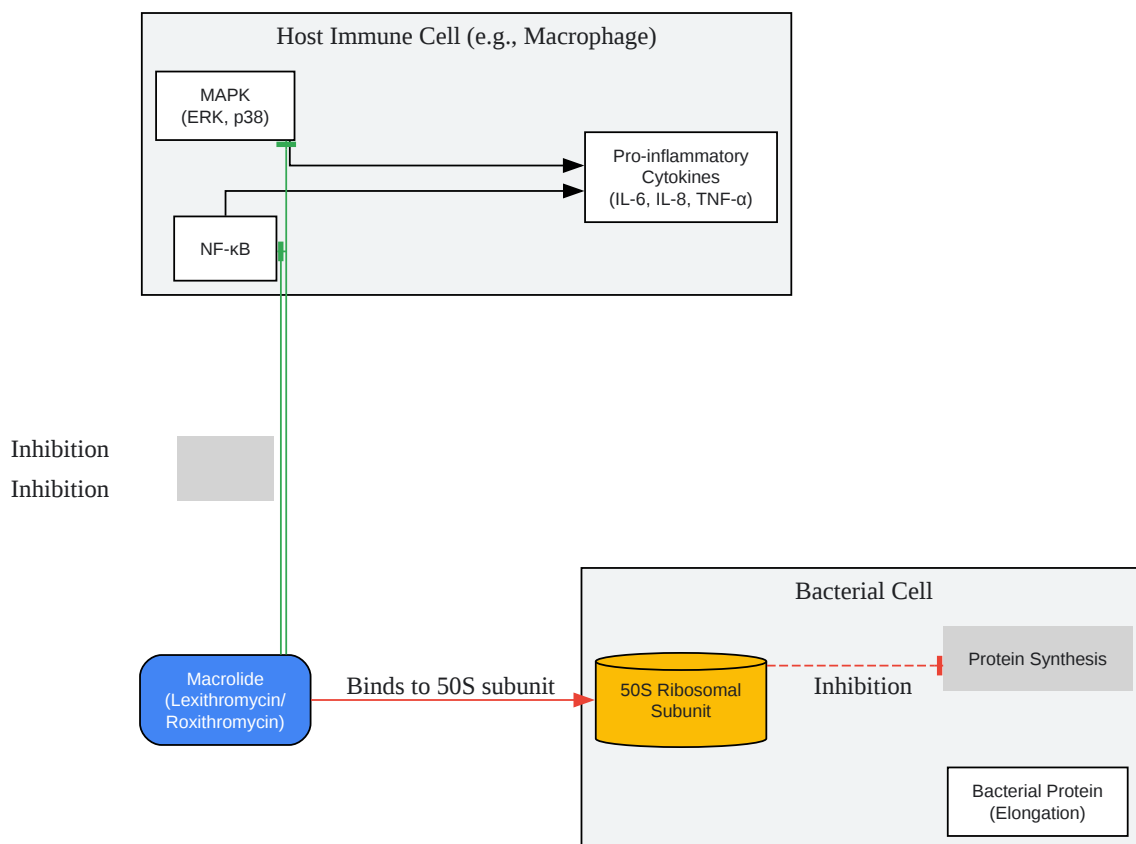 Host Immune Cell (e.g., Macrophage)
MAPK
(ERK, p38)
Pro-inflammatory
Cytokines
(IL-6, IL-8, TNF-α)
NF-κB
Inhibition
Inhibition
Bacterial Cell
Macrolide
(Lexithromycin/
Roxithromycin)
Binds to 50S subunit
50S Ribosomal
Subunit
Inhibition
Protein Synthesis
Bacterial Protein
(Elongation)